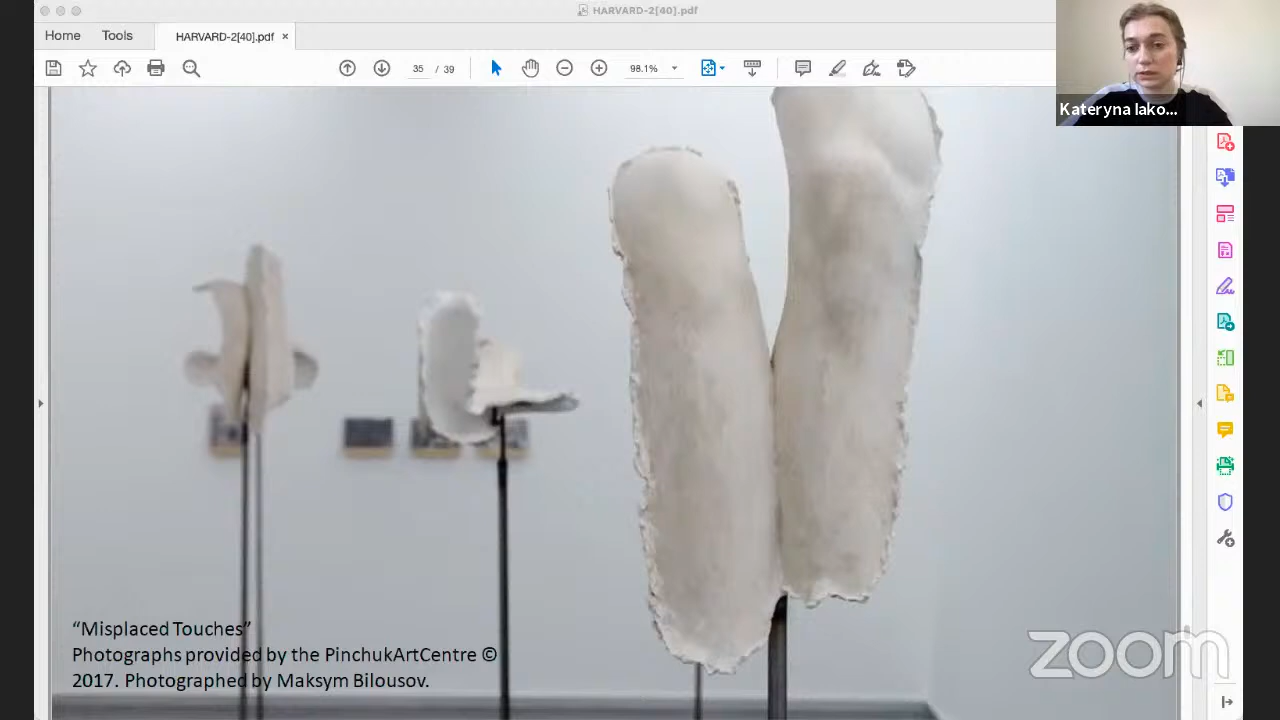 HARVARD-2[40].pdf
Home Tools HARVARD-2[40].pdf ×
35 / 39 98.1%
Kateryna Iako...
“Misplaced Touches”
Photographs provided by the PinchukArtCentre ©
2017. Photographed by Maksym Bilousov.
zoom